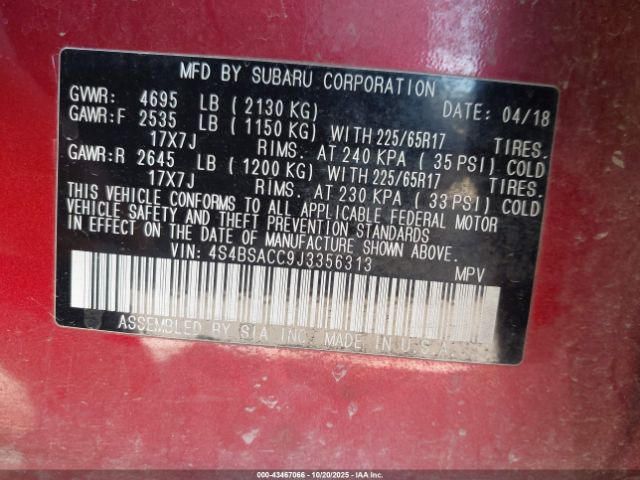 MFD BY SUBARU CORPORATION
GVWR: 4695 LB ( 2130 KG) DATE: 04/18
GAWR:F 2535 LB ( 1150 KG) WITH 225/65R17 TIRES.
17X7J RIMS. AT 240 KPA ( 35 PSI) COLD
GAWR:R 2645 LB ( 1200 KG) WITH 225/65R17 TIRES.
17X7J RIMS. AT 230 KPA ( 33 PSI) COLD
THIS VEHICLE CONFORMS TO ALL APPLICABLE FEDERAL MOTOR
VEHICLE SAFETY AND THEFT PREVENTION STANDARDS
IN EFFECT ON THE DATE OF MANUFACTURE SHOWN ABOVE.
VIN: 4S4BSACC9J3356313 MPV
ASSEMBLED BY SIA INC. MADE IN U.S.A.
000-43467066 - 10/20/2025 - IAAI.com